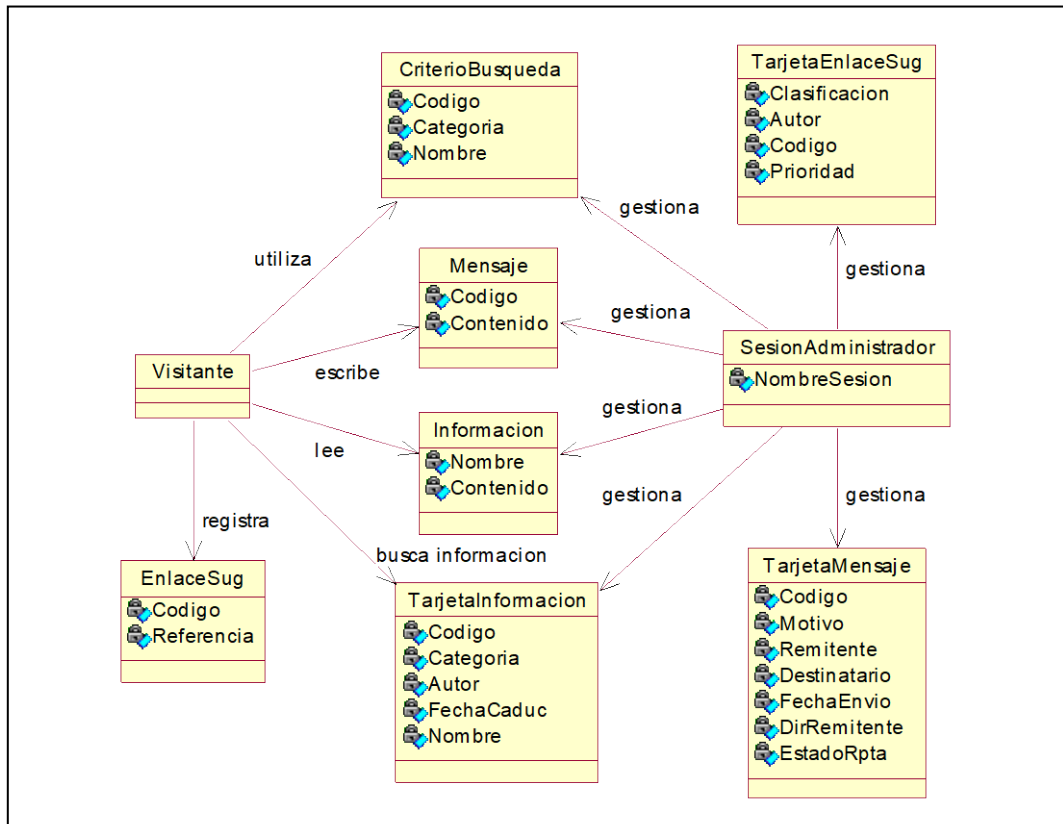 CriterioBusqueda
Codigo
Categoria
Nombre
TarjetaEnlaceSug
Clasificacion
Autor
Codigo
Prioridad
gestiona
utiliza
gestiona
Mensaje
Codigo
Contenido
gestiona
Visitante
escribe
SesionAdministrador
NombreSesion
Informacion
Nombre
Contenido
gestiona
lee
gestiona
gestiona
registra
busca informacion
EnlaceSug
Codigo
Referencia
TarjetaInformacion
Codigo
Categoria
Autor
FechaCaduc
Nombre
TarjetaMensaje
Codigo
Motivo
Remitente
Destinatario
FechaEnvio
DirRemitente
EstadoRpta